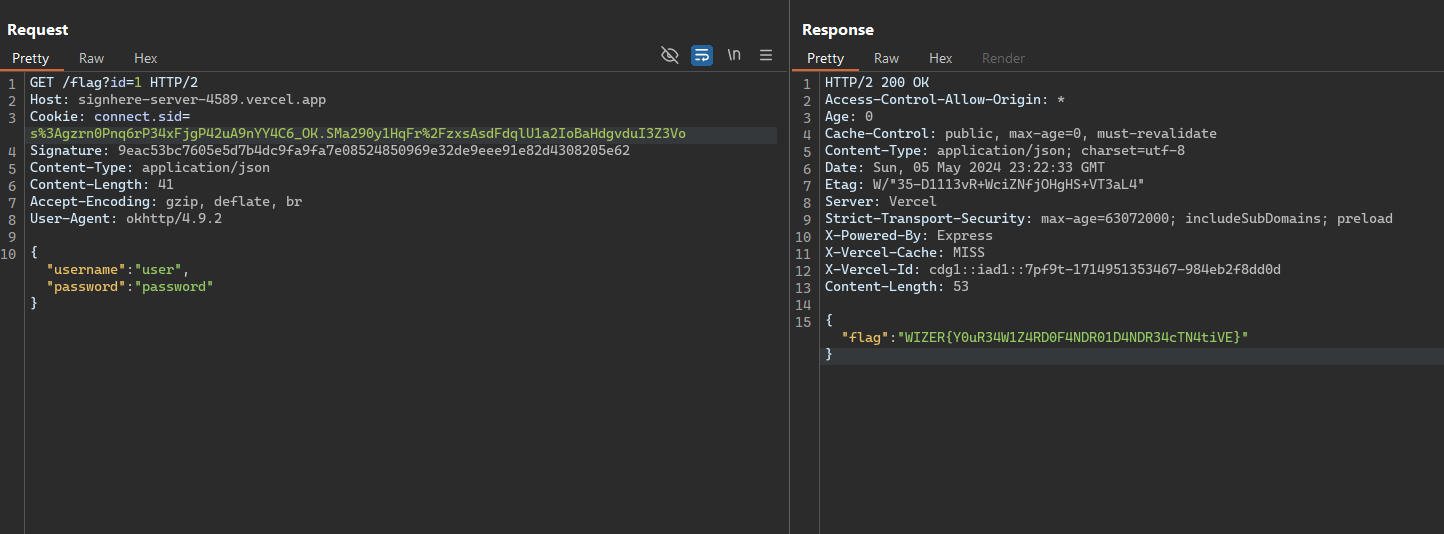 Request
Pretty Raw Hex \n
1 GET /flag?id=1 HTTP/2
2 Host: signhere-server-4589.vercel.app
3 Cookie: connect.sid=
s%3Agzrn0Pnq6rP34xFjgP42uA9nYY4C6_OK.SMa290y1HqFr%2FzxsAsdFdqlU1a2IoBaHdgvduI3Z3Vo
4 Signature: 9eac53bc7605e5d7b4dc9fa9fa7e08524850969e32de9eee91e82d4308205e62
5 Content-Type: application/json
6 Content-Length: 41
7 Accept-Encoding: gzip, deflate, br
8 User-Agent: okhttp/4.9.2
9
10 {
"username":"user",
"password":"password"
}
Response
Pretty Raw Hex Render
1 HTTP/2 200 OK
2 Access-Control-Allow-Origin: *
3 Age: 0
4 Cache-Control: public, max-age=0, must-revalidate
5 Content-Type: application/json; charset=utf-8
6 Date: Sun, 05 May 2024 23:22:33 GMT
7 Etag: W/"35-D1113vR+WciZNfjOHgHS+VT3aL4"
8 Server: Vercel
9 Strict-Transport-Security: max-age=63072000; includeSubDomains; preload
10 X-Powered-By: Express
11 X-Vercel-Cache: MISS
12 X-Vercel-Id: cdg1::iad1::7pf9t-1714951353467-984eb2f8dd0d
13 Content-Length: 53
14
15 {
"flag":"WIZER{Y0uR34W1Z4RD0F4NDR01D4NDR34cTN4tiVE}"
}